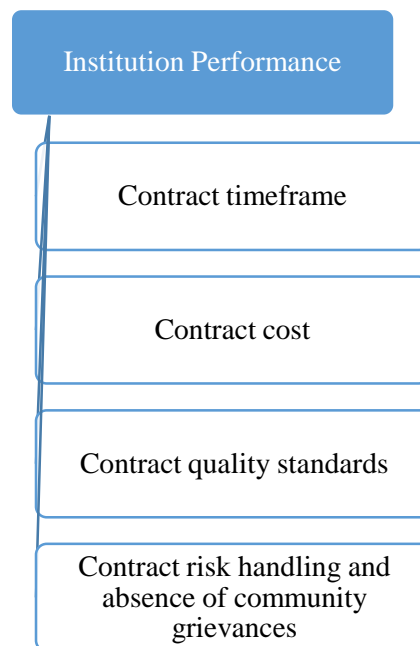 Institution Performance
Contract timeframe
Contract cost
Contract quality standards
Contract risk handling and
absence of community
grievances